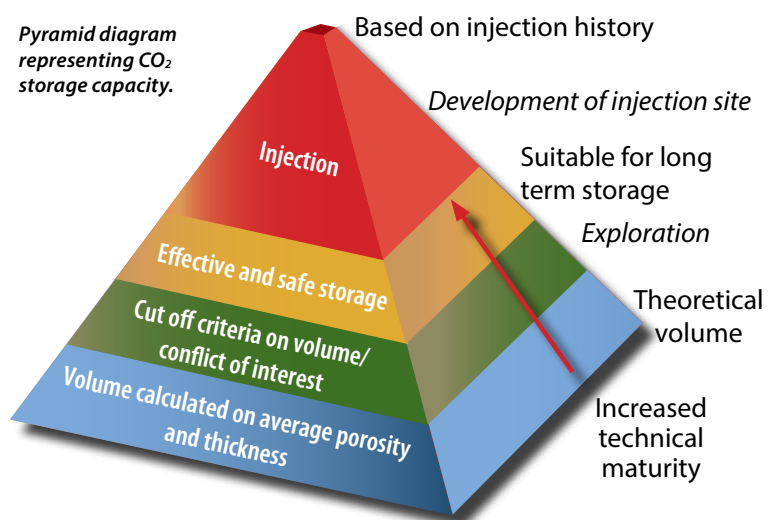 Pyramid diagram
representing CO₂
storage capacity.
Based on injection history
Development of injection site
Injection
Suitable for long
term storage
Exploration
Effective and safe storage
Theoretical
volume
Cut off criteria on volume/
conflict of interest
Volume calculated on average porosity
and thickness
Increased
technical
maturity